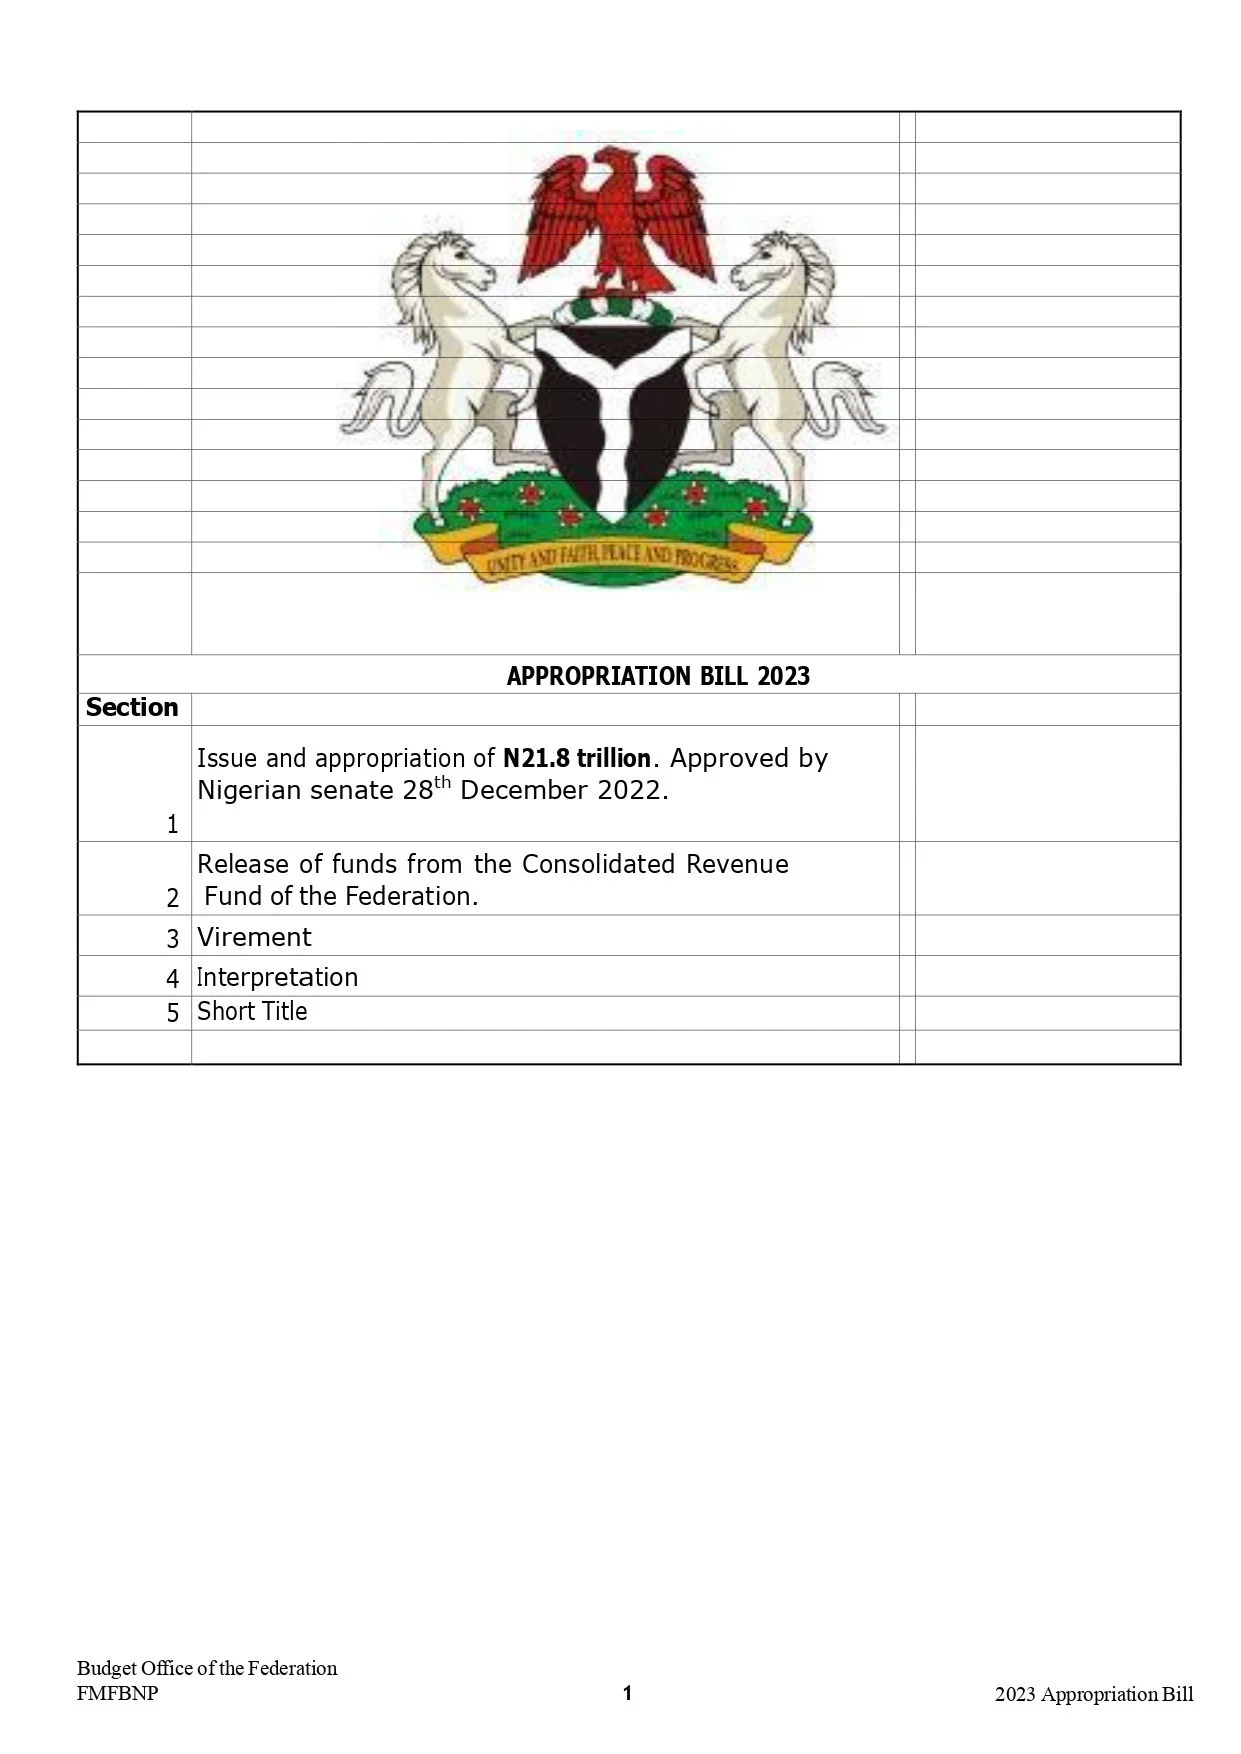 UNITY AND FAITH, PEACE AND PROGRESS
APPROPRIATION BILL 2023
Section
Issue and appropriation of N21.8 trillion. Approved by
Nigerian senate 28th December 2022.
1
Release of funds from the Consolidated Revenue
2 Fund of the Federation.
3 Virement
4 Interpretation
5 Short Title
Budget Office of the Federation
FMFBNP 1 2023 Appropriation Bill